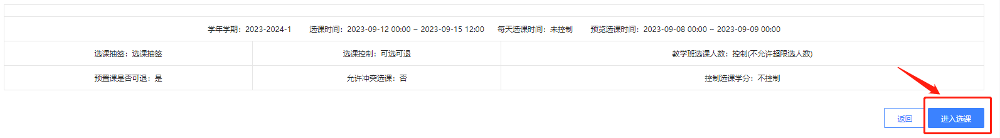 学年学期：2023-2024-1 选课时间：2023-09-12 00:00 ~ 2023-09-15 12:00 每天选课时间：未控制 预览选课时间：2023-09-08 00:00 ~ 2023-09-09 00:00
选课抽签：选课抽签 选课控制：可选可退 教学班选课人数：控制(不允许超限选人数)
预置课是否可退：是 允许冲突选课：否 控制选课学分：不控制
返回 进入选课